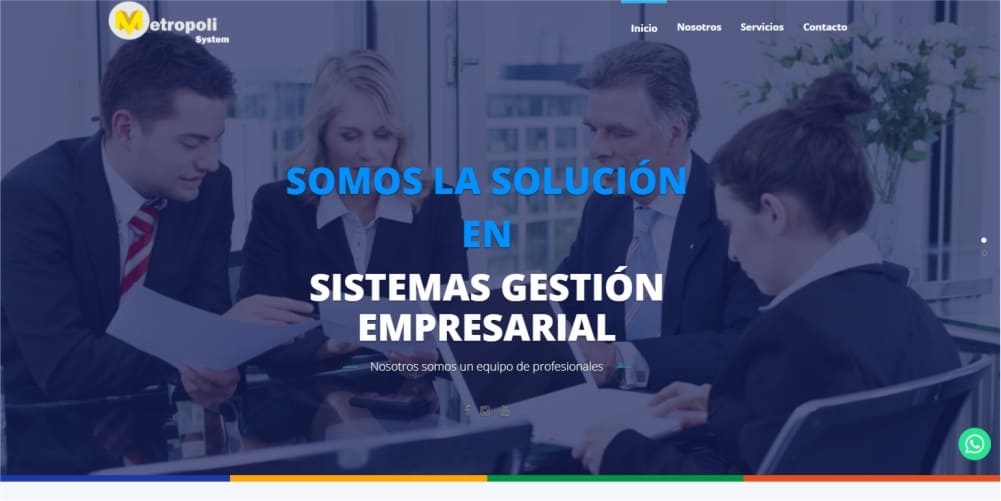 Metropoli
System
Inicio
Nosotros
Servicios
Contacto
SOMOS LA SOLUCIÓN
EN
SISTEMAS GESTIÓN
EMPRESARIAL
Nosotros somos un equipo de profesionales